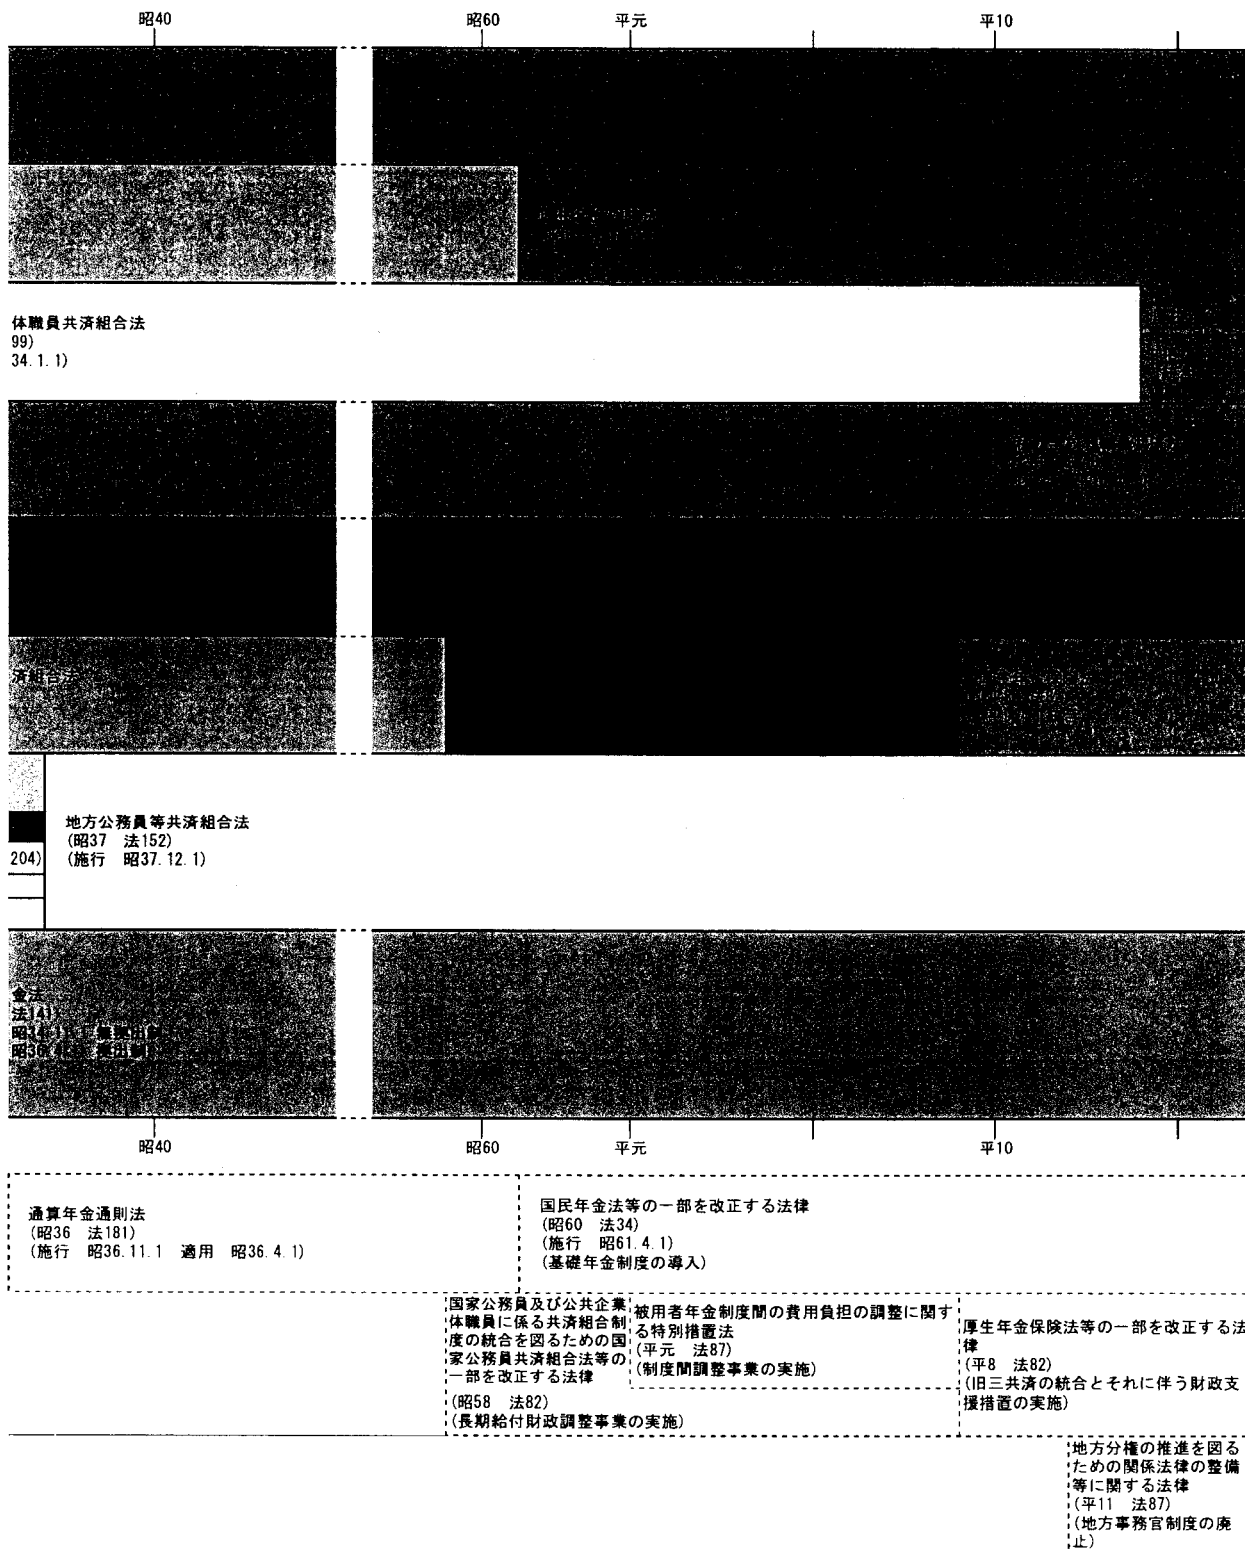 昭40 昭60 平元 平10
体職員共済組合法
99)
34.1.1)
済組合法
地方公務員等共済組合法
(昭37 法152)
204) (施行 昭37.12.1)
金法
法141)
昭40 昭60 平元 平10
通算年金通則法
(昭36 法181)
(施行 昭36.11.1 適用 昭36.4.1)
国民年金法等の一部を改正する法律
(昭60 法34)
(施行 昭61.4.1)
(基礎年金制度の導入)
国家公務員及び公共企業
体職員に係る共済組合制
度の統合を図るための国
家公務員共済組合法等の
一部を改正する法律
(昭58 法82)
(長期給付財政調整事業の実施)
被用者年金制度間の費用負担の調整に関す
る特別措置法
(平元 法87)
(制度間調整事業の実施)
厚生年金保険法等の一部を改正する法
律
(平8 法82)
(旧三共済の統合とそれに伴う財政支
援措置の実施)
地方分権の推進を図る
ための関係法律の整備
等に関する法律
(平11 法87)
(地方事務官制度の廃
止)